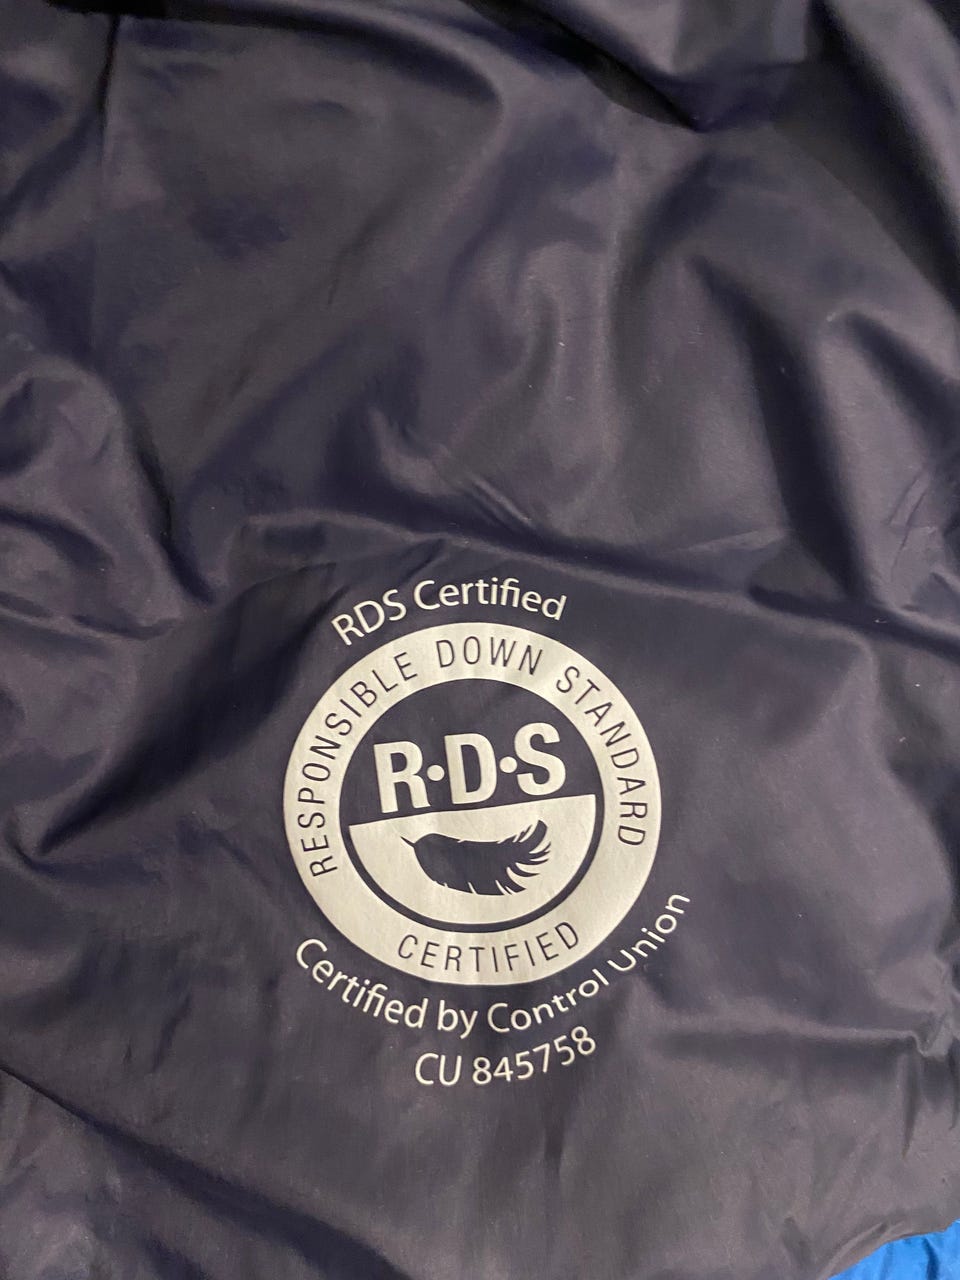 RDS Certified
RESPONSIBLE DOWN STANDARD
R·D·S
CERTIFIED
Certified by Control Union
CU 845758